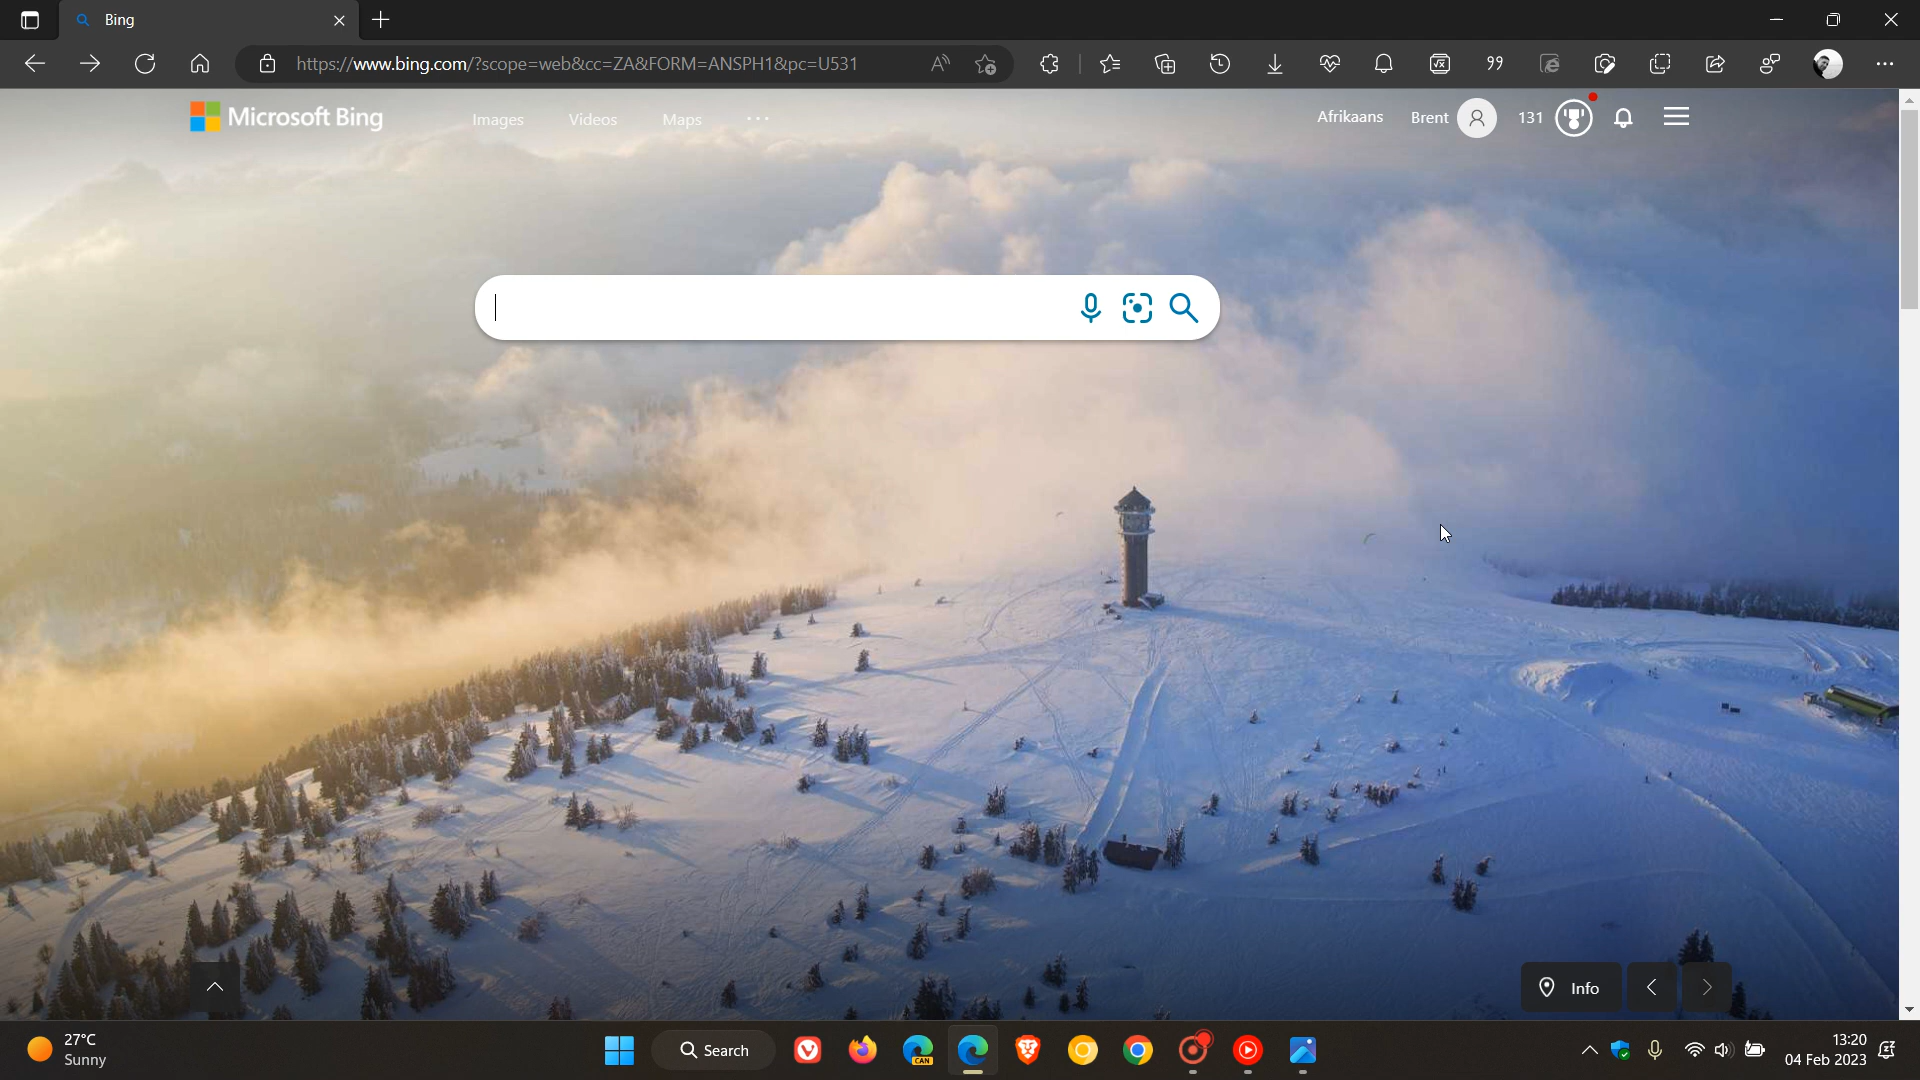 Bing
https://www.bing.com/?scope=web&cc=ZA&FORM=ANSPH1&pc=U531
Microsoft Bing
Images
Videos
Maps
Afrikaans
Brent
131
Info
27°C
Sunny
Search
CAN
13:20
04 Feb 2023